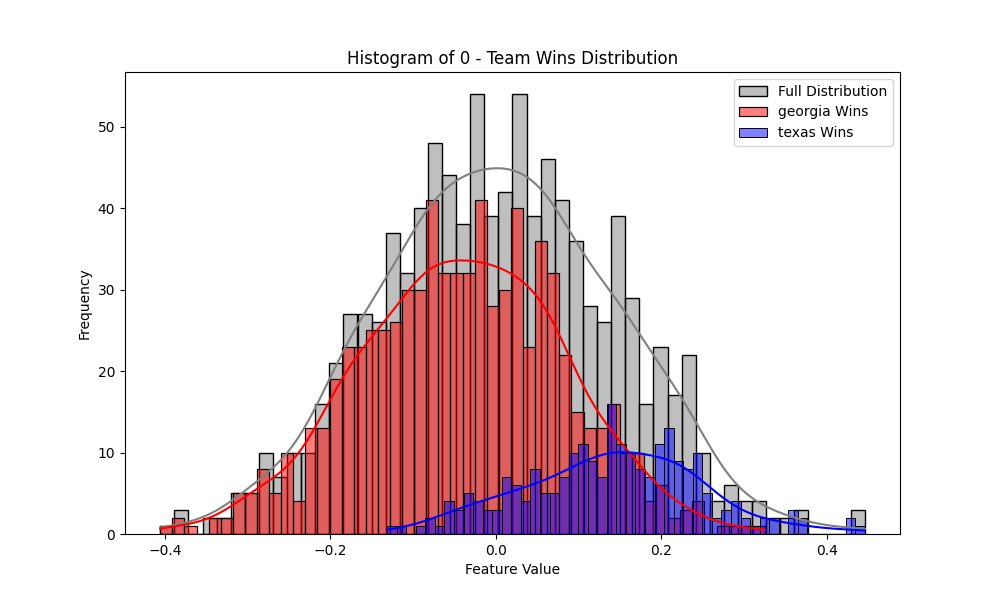 Histogram of 0 - Team Wins Distribution
Full Distribution
georgia Wins
texas Wins
Frequency
50
40
30
20
10
0
−0.4
−0.2
0.0
0.2
0.4
Feature Value